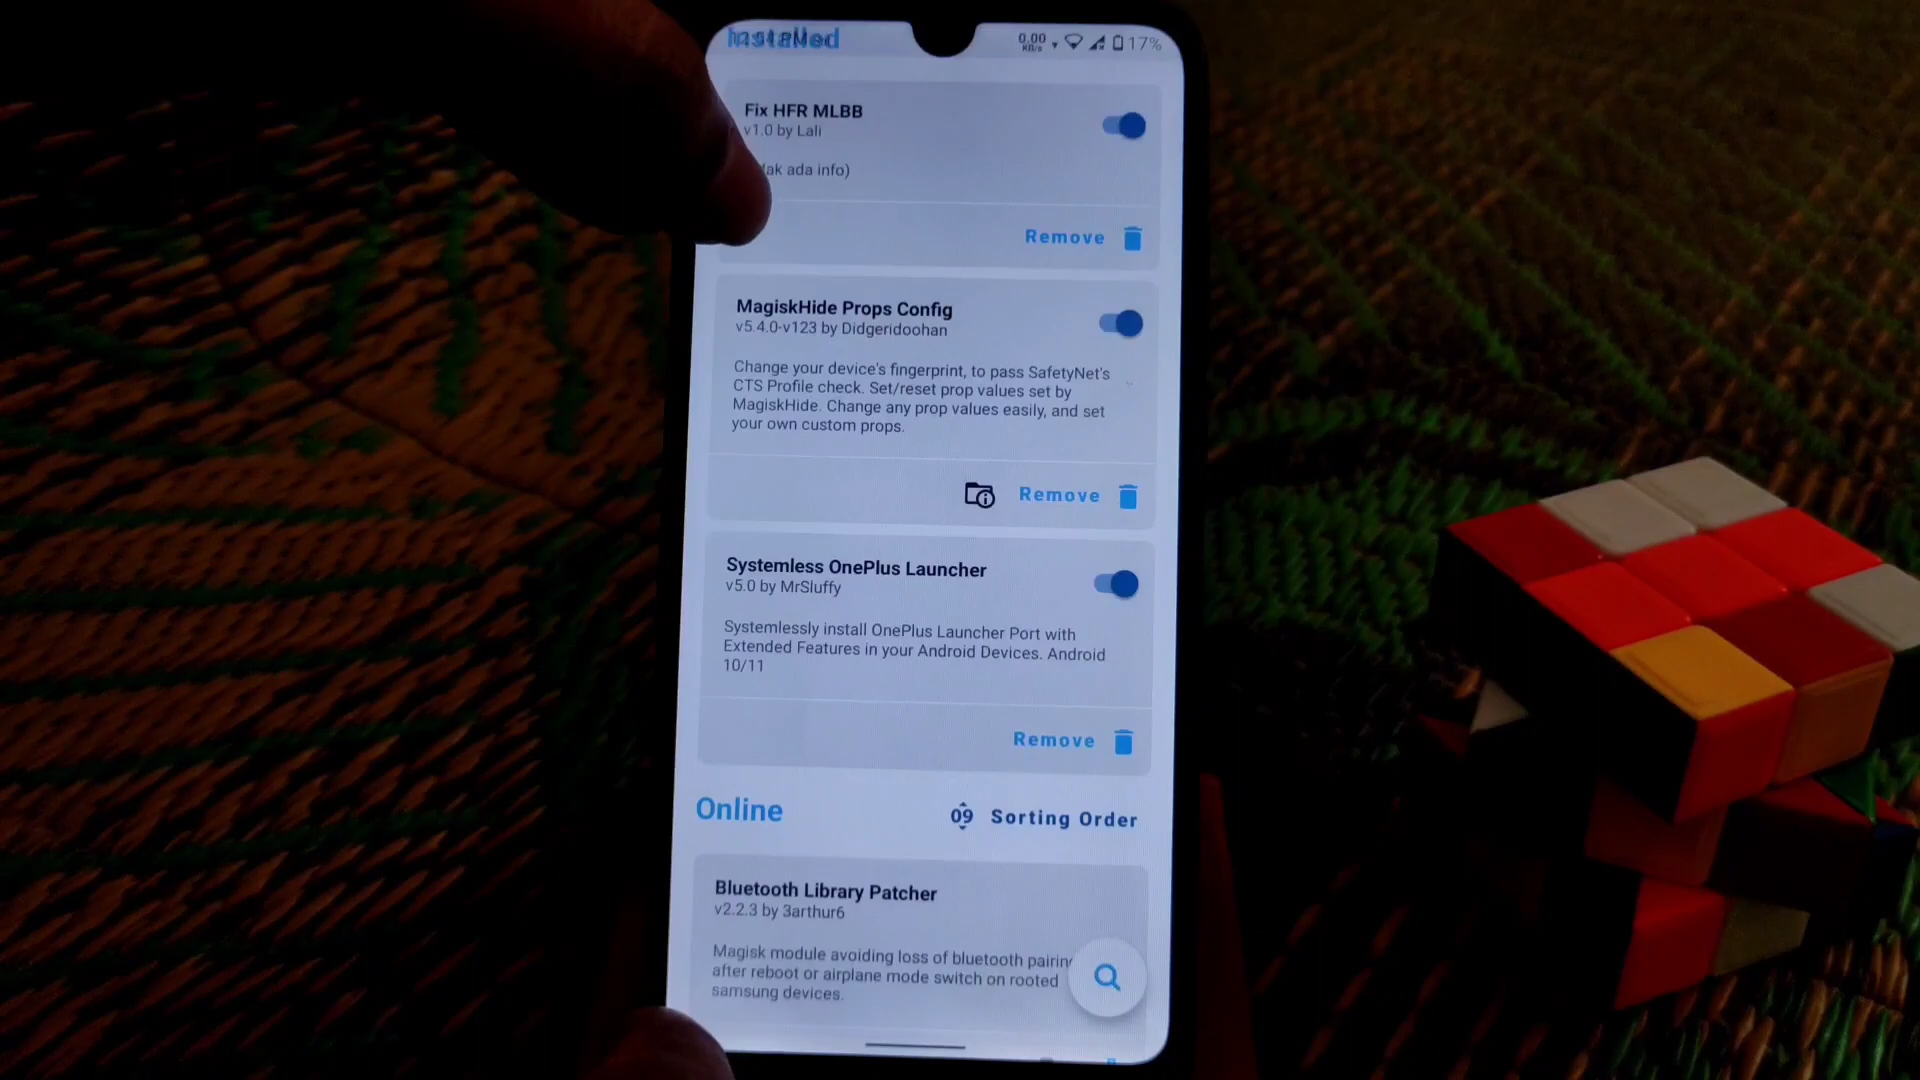 Installed
0.00
KB/s
17%
Fix HFR MLBB
v1.0 by Lali
ada info)
Remove
MagiskHide Props Config
v5.4.0-v123 by Didgeridoohan
Change your device's fingerprint, to pass SafetyNet's
CTS Profile check. Set/reset prop values set by
MagiskHide. Change any prop values easily, and set
your own custom props.
Remove
Systemless OnePlus Launcher
v5.0 by MrSluffy
Systemlessly install OnePlus Launcher Port with
Extended Features in your Android Devices. Android
10/11
Remove
Online
09 Sorting Order
Bluetooth Library Patcher
v2.2.3 by 3arthur6
Magisk module avoiding loss of bluetooth pairing
after reboot or airplane mode switch on rooted
samsung devices.